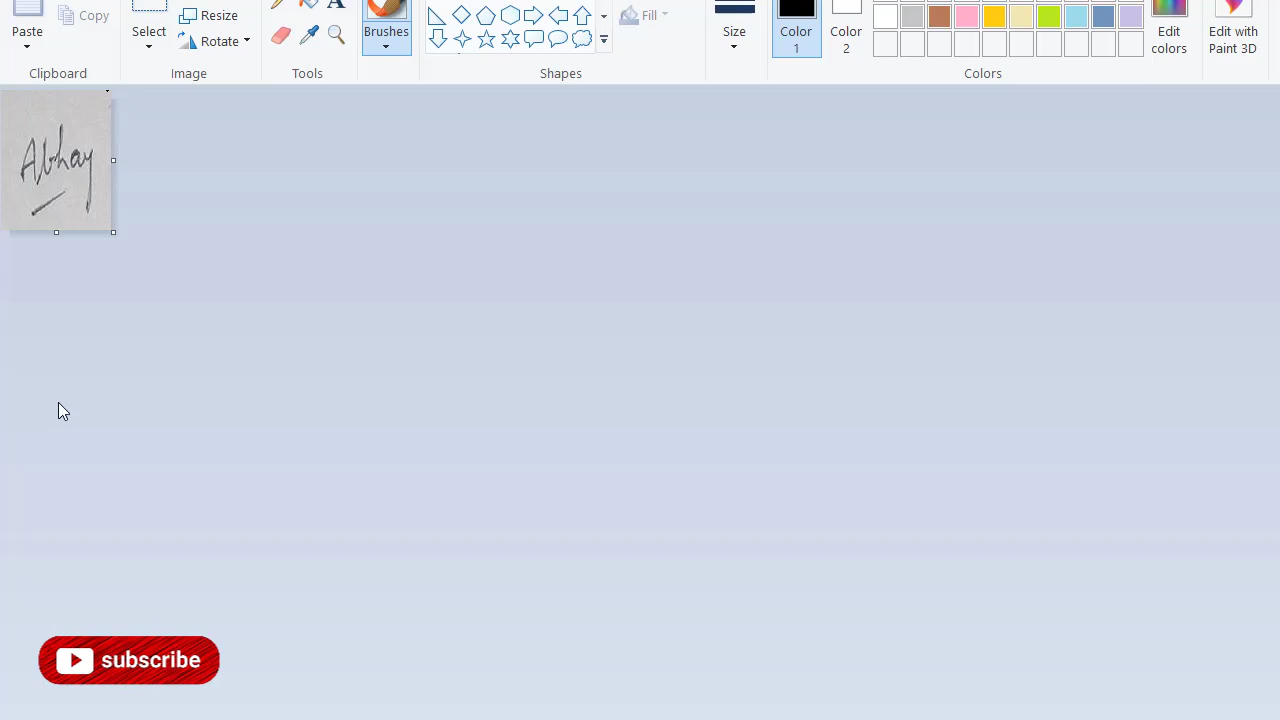 Paste
Copy
Clipboard
Select
Resize
Rotate
Image
A
Tools
Brushes
Fill
Shapes
Size
Color
1
Color
2
Colors
Edit
colors
Edit with
Paint 3D
Abhay
subscribe